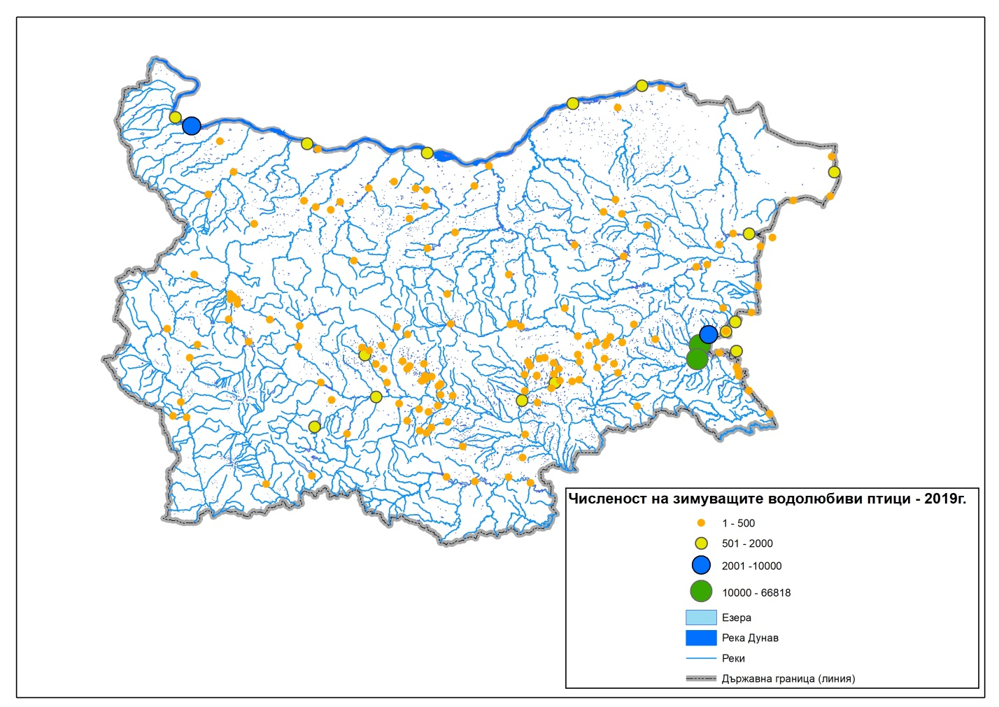 Численост на зимуващите водолюбиви птици - 2019г.
1 - 500
501 - 2000
2001 -10000
10000 - 66818
Езера
Река Дунав
Реки
Държавна граница (линия)